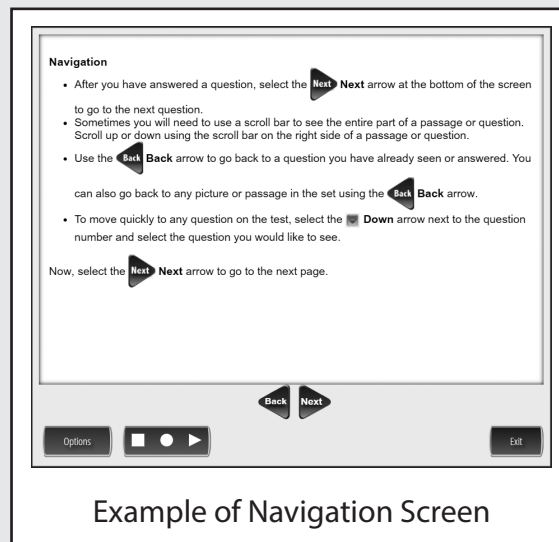 Navigation
• After you have answered a question, select the Next Next arrow at the bottom of the screen
to go to the next question.
• Sometimes you will need to use a scroll bar to see the entire part of a passage or question.
Scroll up or down using the scroll bar on the right side of a passage or question.
• Use the Back Back arrow to go back to a question you have already seen or answered. You
can also go back to any picture or passage in the set using the Back Back arrow.
• To move quickly to any question on the test, select the Down arrow next to the question
number and select the question you would like to see.
Now, select the Next Next arrow to go to the next page.
Back Next
Options Exit
Example of Navigation Screen